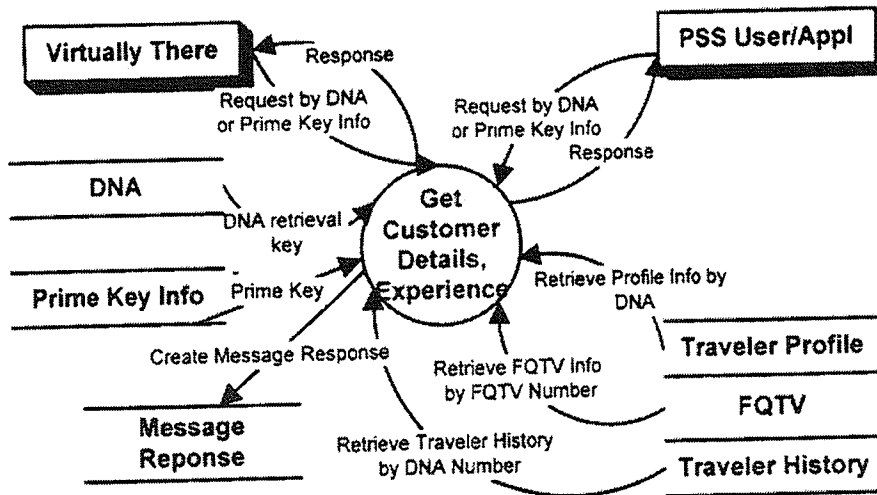 Virtually There
PSS User/Appl
Response
Request by DNA
or Prime Key Info
Request by DNA
or Prime Key Info
Response
DNA
Get
Customer
Details,
Experience
DNA retrieval
key
Prime Key Info
Prime Key
Retrieve Profile Info by
DNA
Create Message Response
Retrieve FQTV Info
by FQTV Number
Traveler Profile
FQTV
Message
Reponse
Retrieve Traveler History
by DNA Number
Traveler History